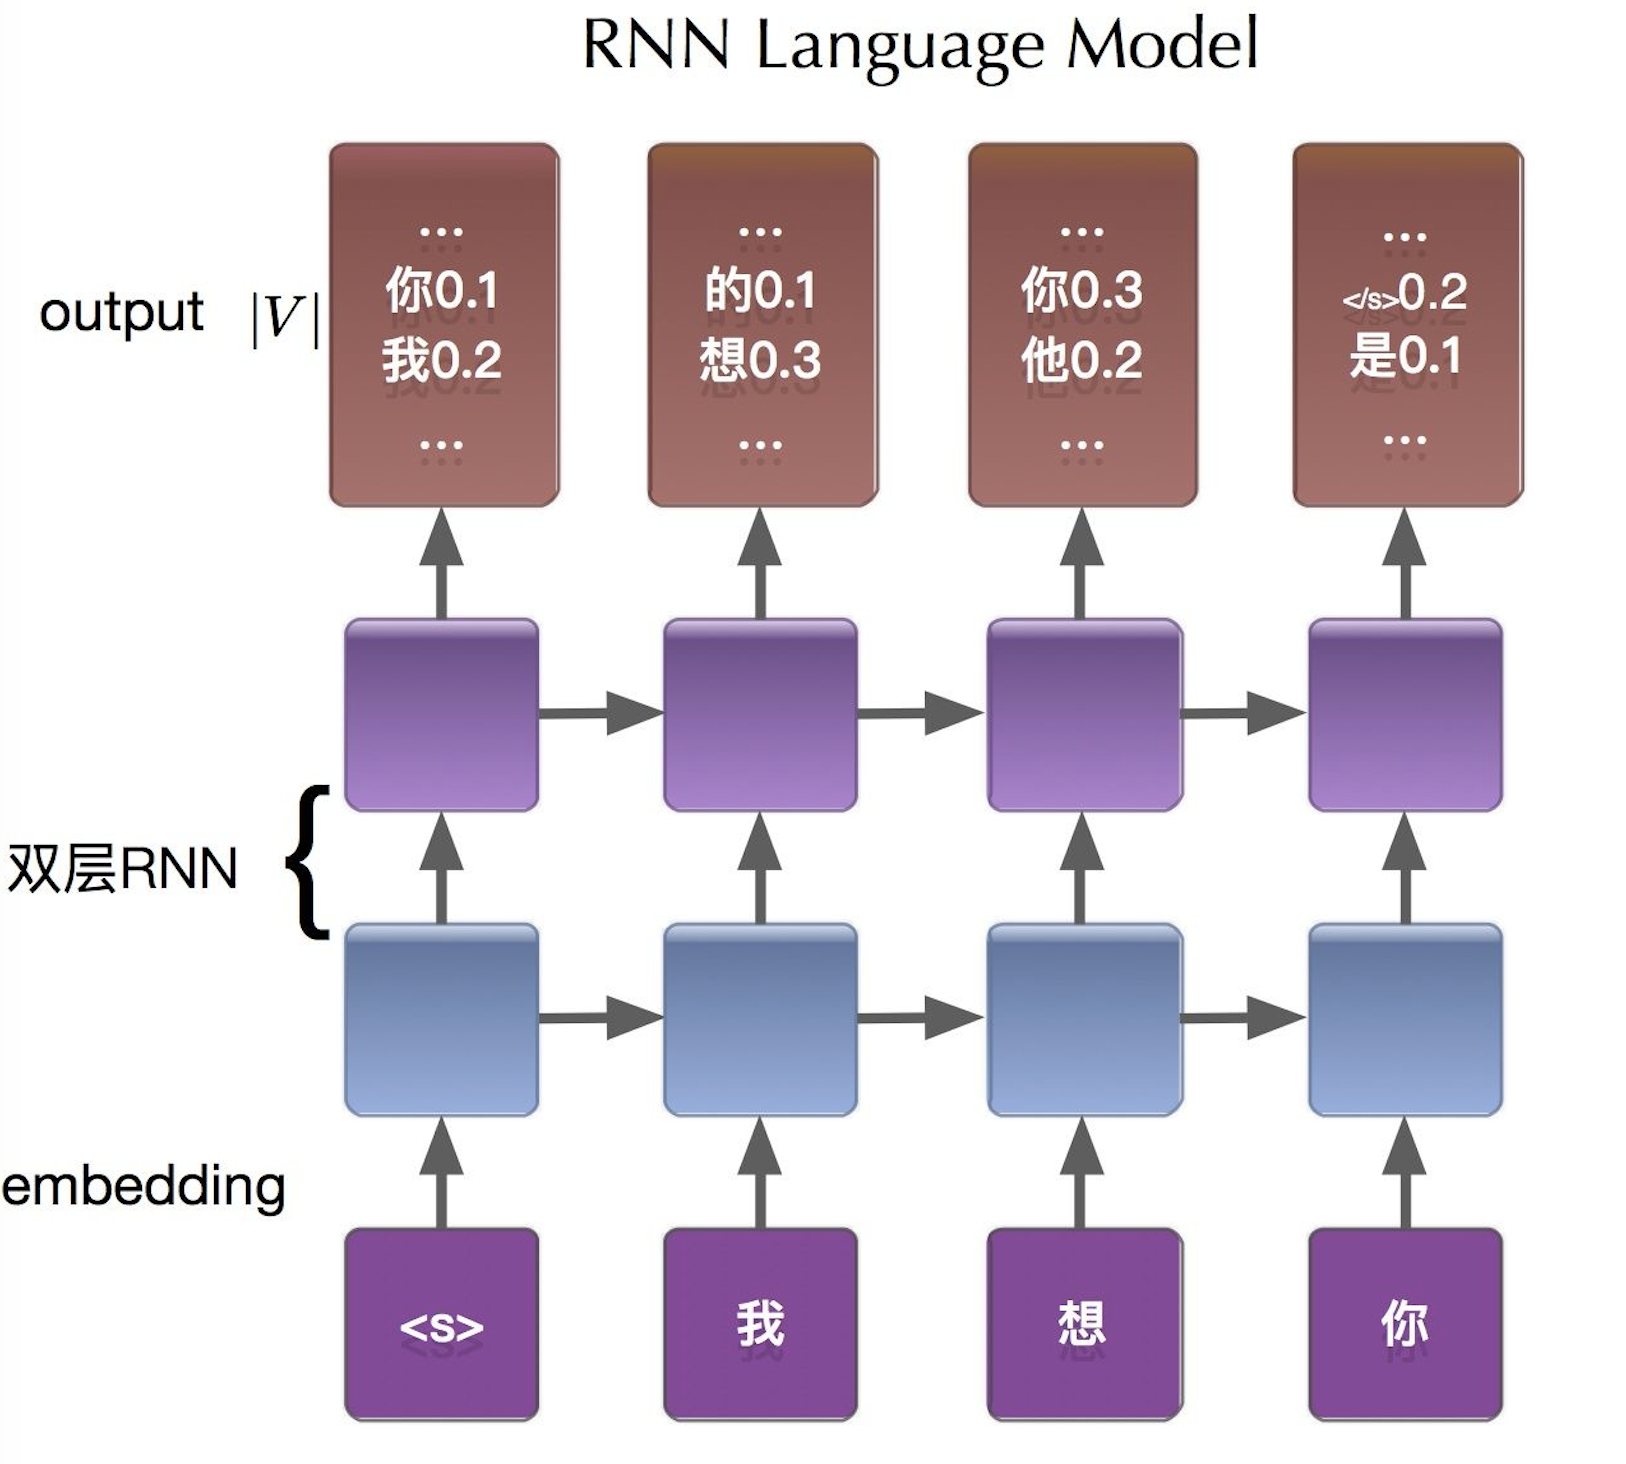 RNN Language Model
output |V|
...
你0.1
我0.2
...
...
的0.1
想0.3
...
...
你0.3
他0.2
...
...
</s>0.2
是0.1
...
双层RNN {
embedding
<s>
我
想
你